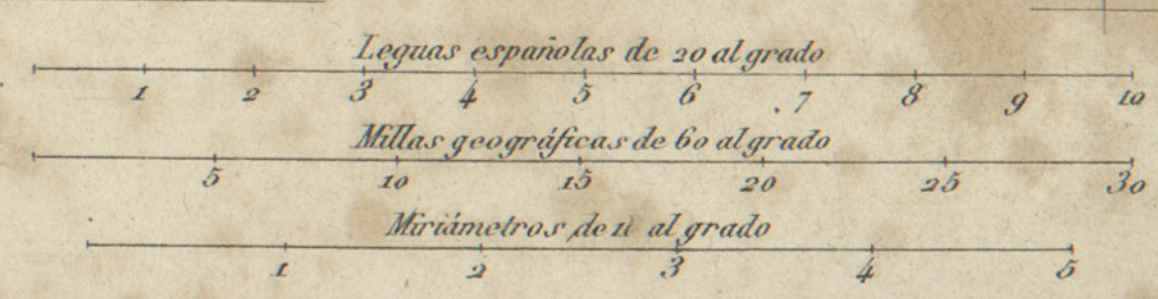 Leguas españolas de 20 al grado
1 2 3 4 5 6 7 8 9 10
Millas geográficas de 60 al grado
5 10 15 20 25 30
Miriámetros de 11 al grado
1 2 3 4 5